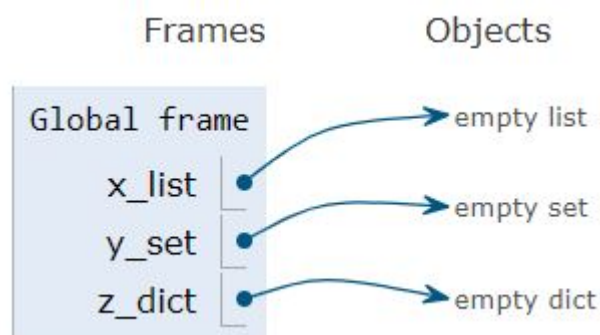 Frames Objects
Global frame
empty list
x_list
empty set
y_set
z_dict
empty dict